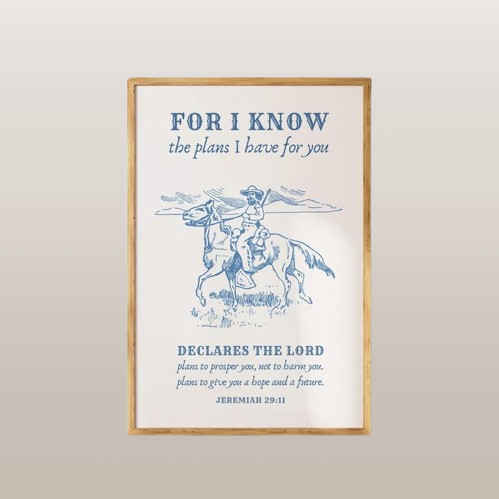 FOR I KNOW
the plans I have for you
DECLARES THE LORD
plans to prosper you, not to harm you.
plans to give you a hope and a future.
JEREMIAH 29:11